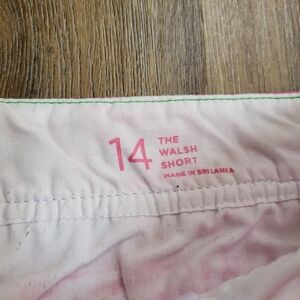 14
THE
WALSH
SHORT
MADE IN SRI LANKA